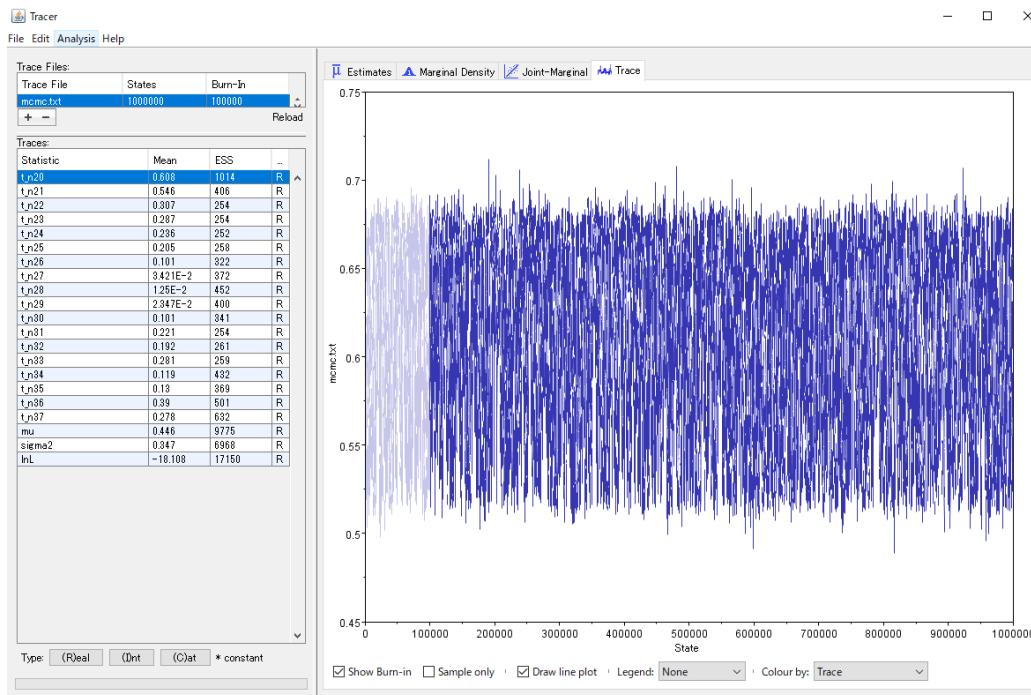 Tracer
File Edit Analysis Help
Trace Files:
Trace File States Burn-In
mcmc.txt 1000000 100000
+ − Reload
Traces:
Statistic Mean ESS ...
t_n20 0.608 1014 R
t_n21 0.546 406 R
t_n22 0.307 254 R
t_n23 0.287 254 R
t_n24 0.236 252 R
t_n25 0.205 258 R
t_n26 0.101 322 R
t_n27 3.421E-2 372 R
t_n28 1.25E-2 452 R
t_n29 2.347E-2 400 R
t_n30 0.101 341 R
t_n31 0.221 254 R
t_n32 0.192 261 R
t_n33 0.281 259 R
t_n34 0.119 432 R
t_n35 0.13 369 R
t_n36 0.39 501 R
t_n37 0.278 632 R
mu 0.446 9775 R
sigma2 0.347 6968 R
lnL -18.108 17150 R
Type: (R)eal (I)nt (C)at * constant
Estimates Marginal Density Joint-Marginal Trace
0.75
0.7
0.65
0.6
0.55
0.5
0.45
mcmc.txt
0 100000 200000 300000 400000 500000 600000 700000 800000 900000 1000000
State
Show Burn-in Sample only Draw line plot Legend: None Colour by: Trace